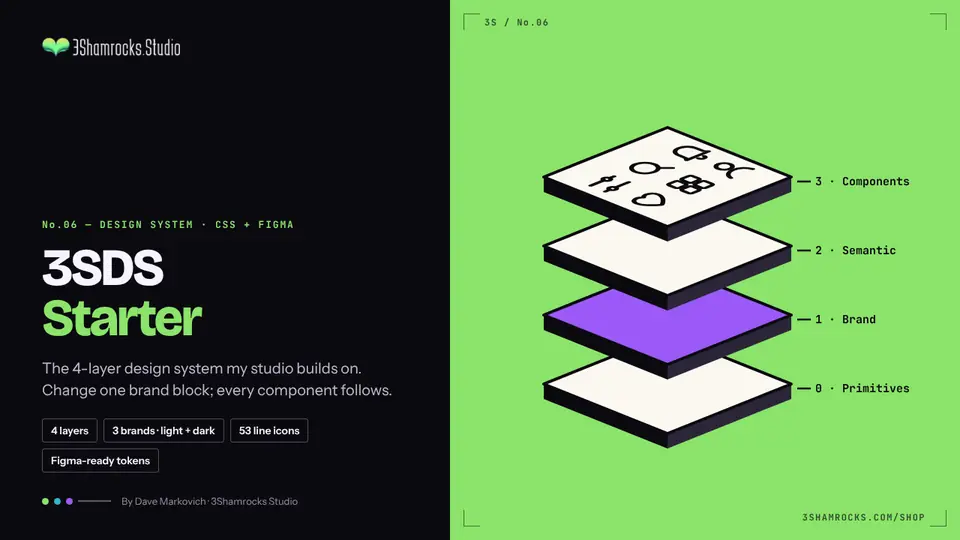 3Shamrocks.Studio
No.06 — DESIGN SYSTEM · CSS + FIGMA
3SDS
Starter
The 4-layer design system my studio builds on.
Change one brand block; every component follows.
4 layers
3 brands · light + dark
53 line icons
Figma-ready tokens
By Dave Markovich · 3Shamrocks Studio
3S / No.06
3 · Components
2 · Semantic
1 · Brand
0 · Primitives
3SHAMROCKS.COM/SHOP